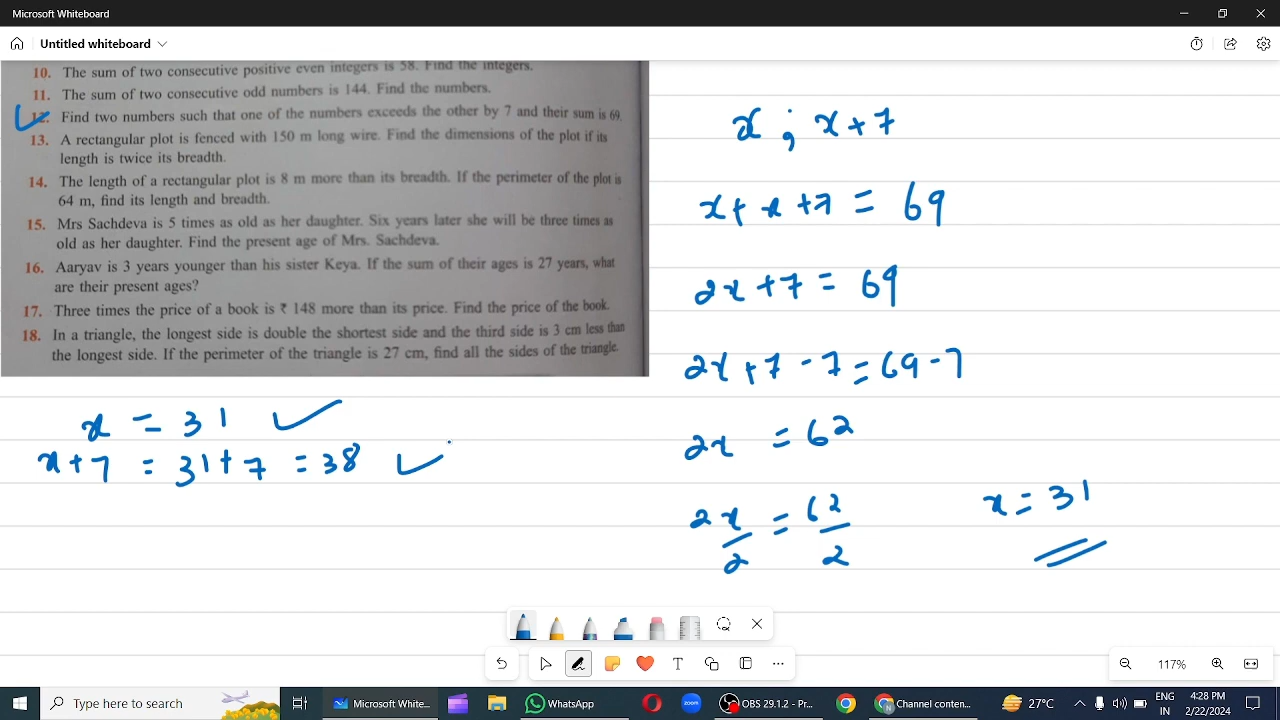 Microsoft Whiteboard
Untitled whiteboard
10. The sum of two consecutive positive even integers is 58. Find the integers.
11. The sum of two consecutive odd numbers is 144. Find the numbers.
12. Find two numbers such that one of the numbers exceeds the other by 7 and their sum is 69.
13. A rectangular plot is fenced with 150 m long wire. Find the dimensions of the plot if its
length is twice its breadth.
14. The length of a rectangular plot is 8 m more than its breadth. If the perimeter of the plot is
64 m, find its length and breadth.
15. Mrs Sachdeva is 5 times as old as her daughter. Six years later she will be three times as
old as her daughter. Find the present age of Mrs. Sachdeva.
16. Aaryav is 3 years younger than his sister Keya. If the sum of their ages is 27 years, what
are their present ages?
17. Three times the price of a book is ₹ 148 more than its price. Find the price of the book.
18. In a triangle, the longest side is double the shortest side and the third side is 3 cm less than
the longest side. If the perimeter of the triangle is 27 cm, find all the sides of the triangle.
x ; x+7
x+x+7 = 69
2x+7 = 69
2x+7-7=69-7
2x = 62
2x/2 = 62/2
x = 31
x = 31
x+7 = 31+7 = 38
117%
Type here to search
Microsoft White...
WhatsApp
zoom
OBS 29.1.2 - Pr...
Channel conten...
27°C
ENG
IN
4:28 PM
2/22/2024